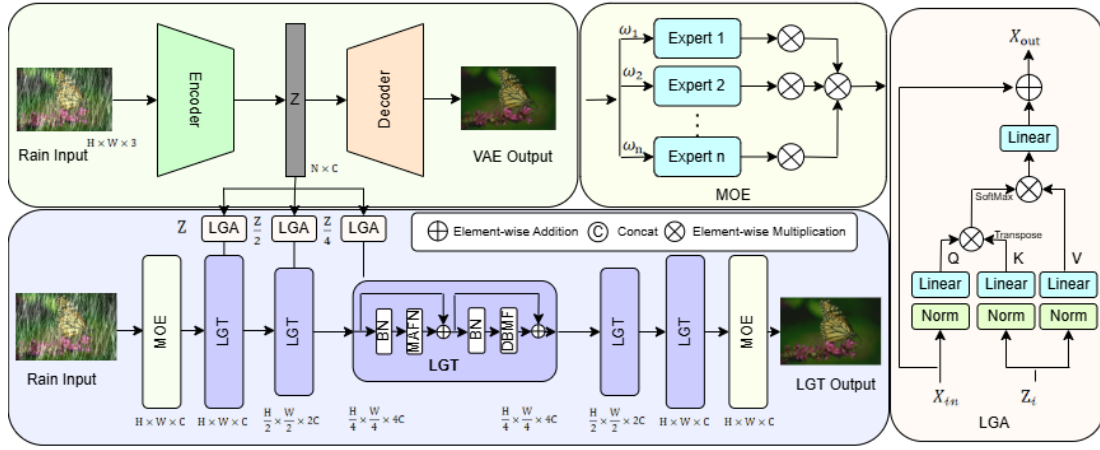 Encoder
Z
Decoder
H × W × 3
Rain Input
N × C
VAE Output
ω1
Expert 1
ω2
Expert 2
⋮
ωn
Expert n
MOE
Xout
Linear
SoftMax
Transpose
Q
K
V
Linear
Linear
Linear
Norm
Norm
Norm
Xin
Zi
LGA
Z
LGA
Z/2
LGA
Z/4
LGA
Element-wise Addition
Concat
Element-wise Multiplication
MOE
LGT
LGT
BN
MAFN
BN
DBMF
LGT
LGT
LGT
MOE
Rain Input
LGT Output
H × W × C
H × W × C
H/2 × W/2 × 2C
H/4 × W/4 × 4C
H/4 × W/4 × 4C
H/2 × W/2 × 2C
H × W × C
H × W × C